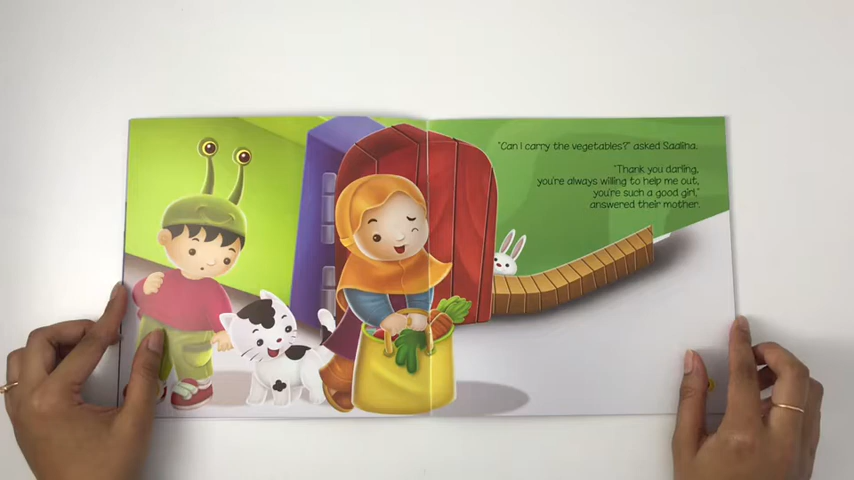 "Can I carry the vegetables?" asked Saaliha.
"Thank you darling,
you're always willing to help me out,
you're such a good girl,"
answered their mother.